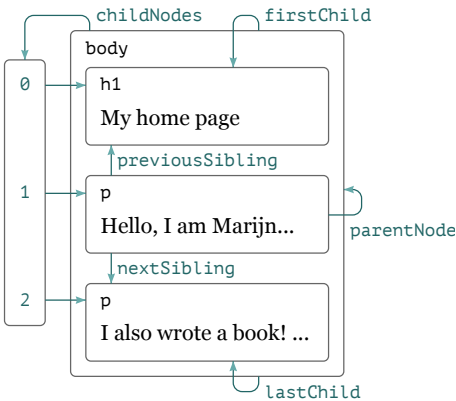 childNodes firstChild
body
0 h1
My home page
previousSibling
1 p
Hello, I am Marijn...
parentNode
nextSibling
2 p
I also wrote a book! ...
lastChild